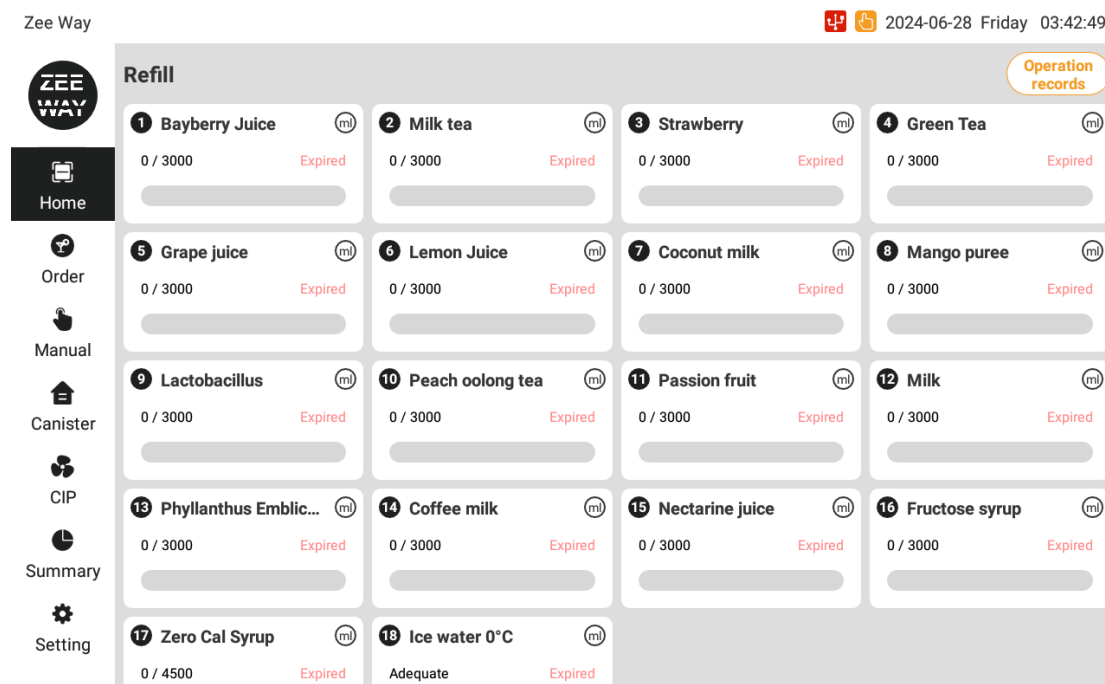 Zee Way
2024-06-28 Friday 03:42:49
ZEE
WAY
Refill
Operation
records
1 Bayberry Juice ml
0 / 3000 Expired
2 Milk tea ml
0 / 3000 Expired
3 Strawberry ml
0 / 3000 Expired
4 Green Tea ml
0 / 3000 Expired
5 Grape juice ml
0 / 3000 Expired
6 Lemon Juice ml
0 / 3000 Expired
7 Coconut milk ml
0 / 3000 Expired
8 Mango puree ml
0 / 3000 Expired
9 Lactobacillus ml
0 / 3000 Expired
10 Peach oolong tea ml
0 / 3000 Expired
11 Passion fruit ml
0 / 3000 Expired
12 Milk ml
0 / 3000 Expired
13 Phyllanthus Emblic... ml
0 / 3000 Expired
14 Coffee milk ml
0 / 3000 Expired
15 Nectarine juice ml
0 / 3000 Expired
16 Fructose syrup ml
0 / 3000 Expired
17 Zero Cal Syrup ml
0 / 4500 Expired
18 Ice water 0°C ml
Adequate Expired
Home
Order
Manual
Canister
CIP
Summary
Setting